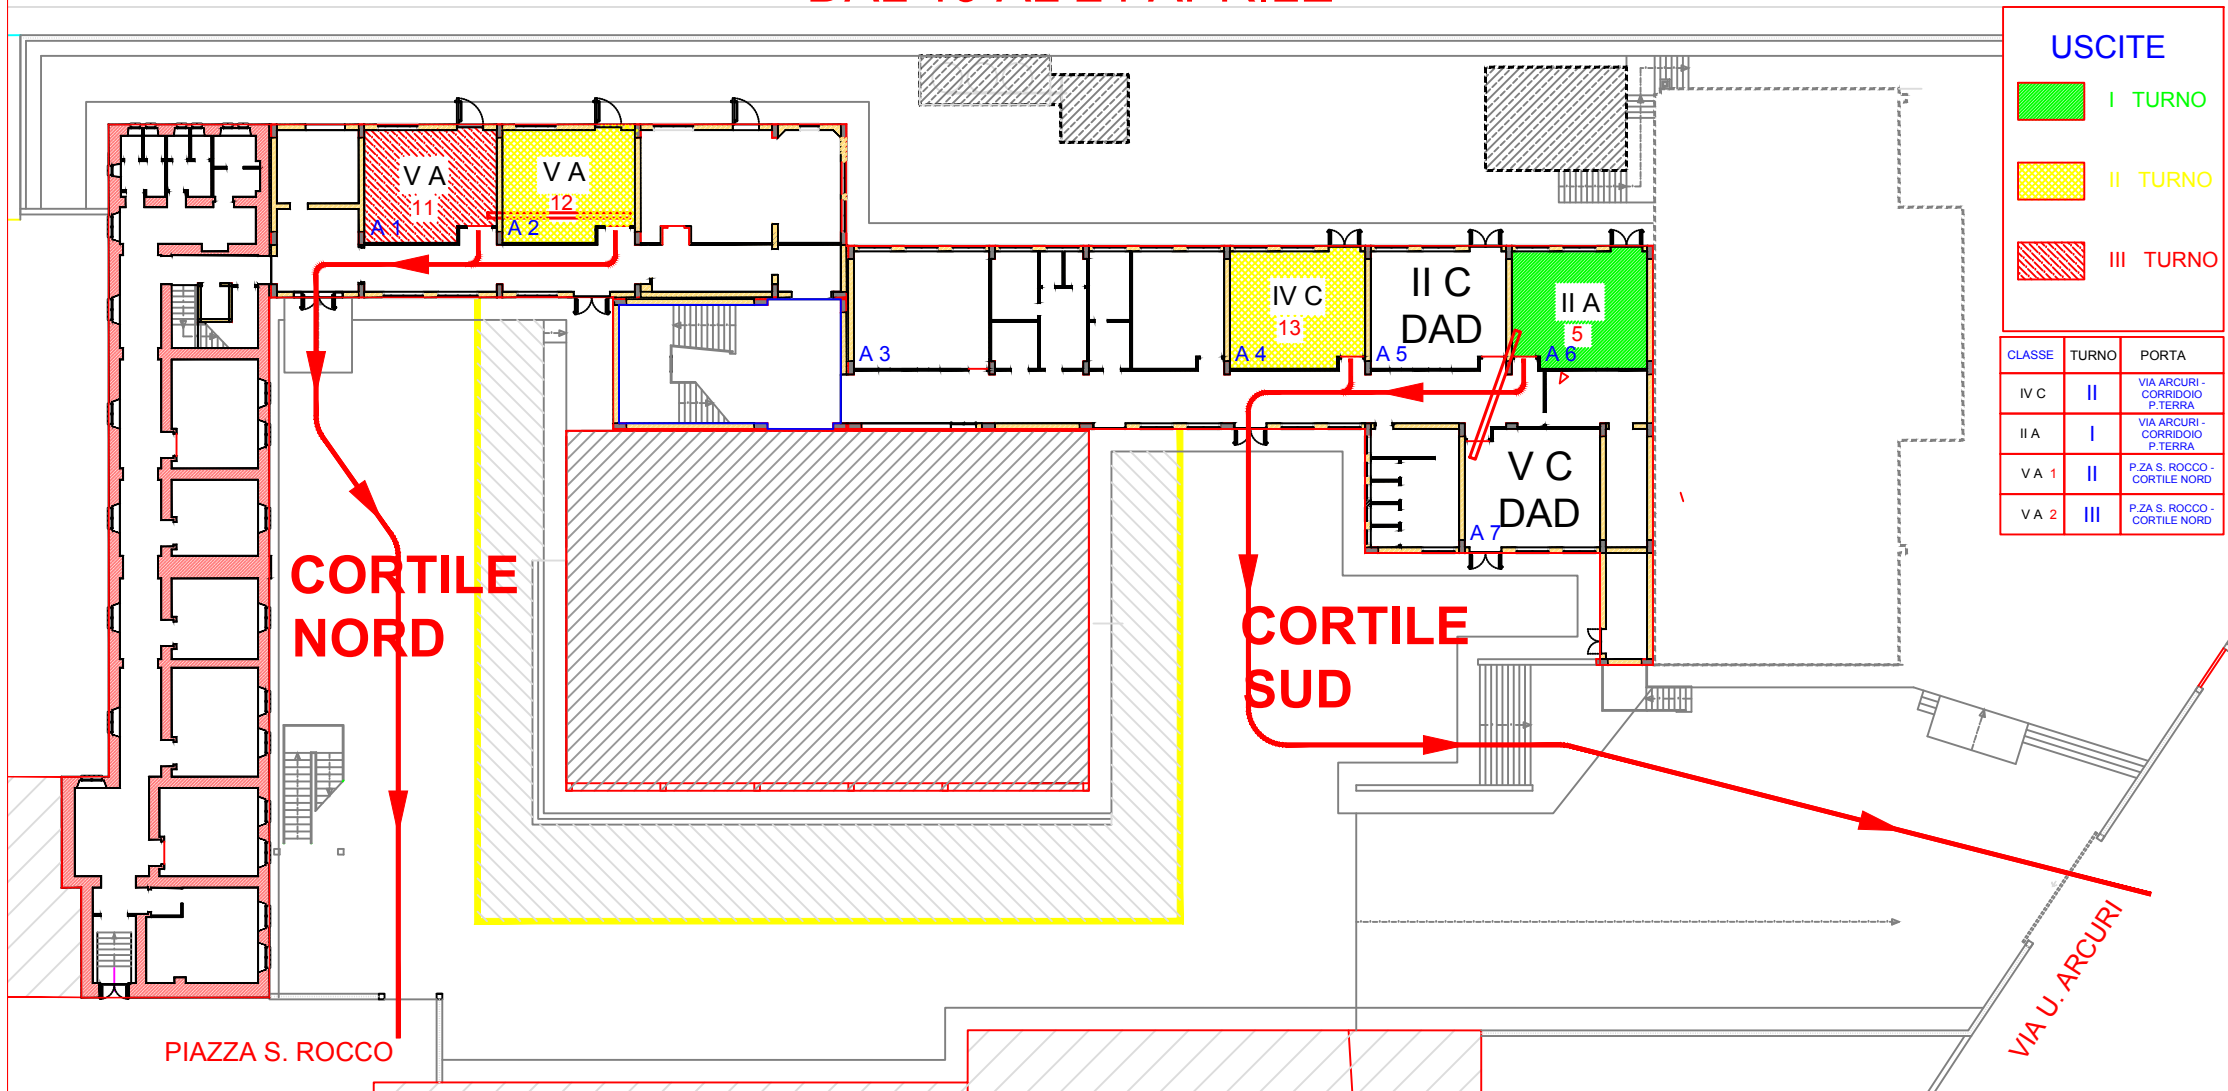 USCITE
I TURNO
II TURNO
III TURNO
CLASSE TURNO PORTA
IV C II VIA ARCURI -
CORRIDOIO
P.TERRA
II A I VIA ARCURI -
CORRIDOIO
P.TERRA
V A 1 II P.ZA S. ROCCO -
CORTILE NORD
V A 2 III P.ZA S. ROCCO -
CORTILE NORD
V A
11
A 1
V A
12
A 2
A 3
IV C
13
A 4
II C
DAD
A 5
II A
5
A 6
V C
DAD
A 7
CORTILE
NORD
CORTILE
SUD
PIAZZA S. ROCCO
VIA U. ARCURI